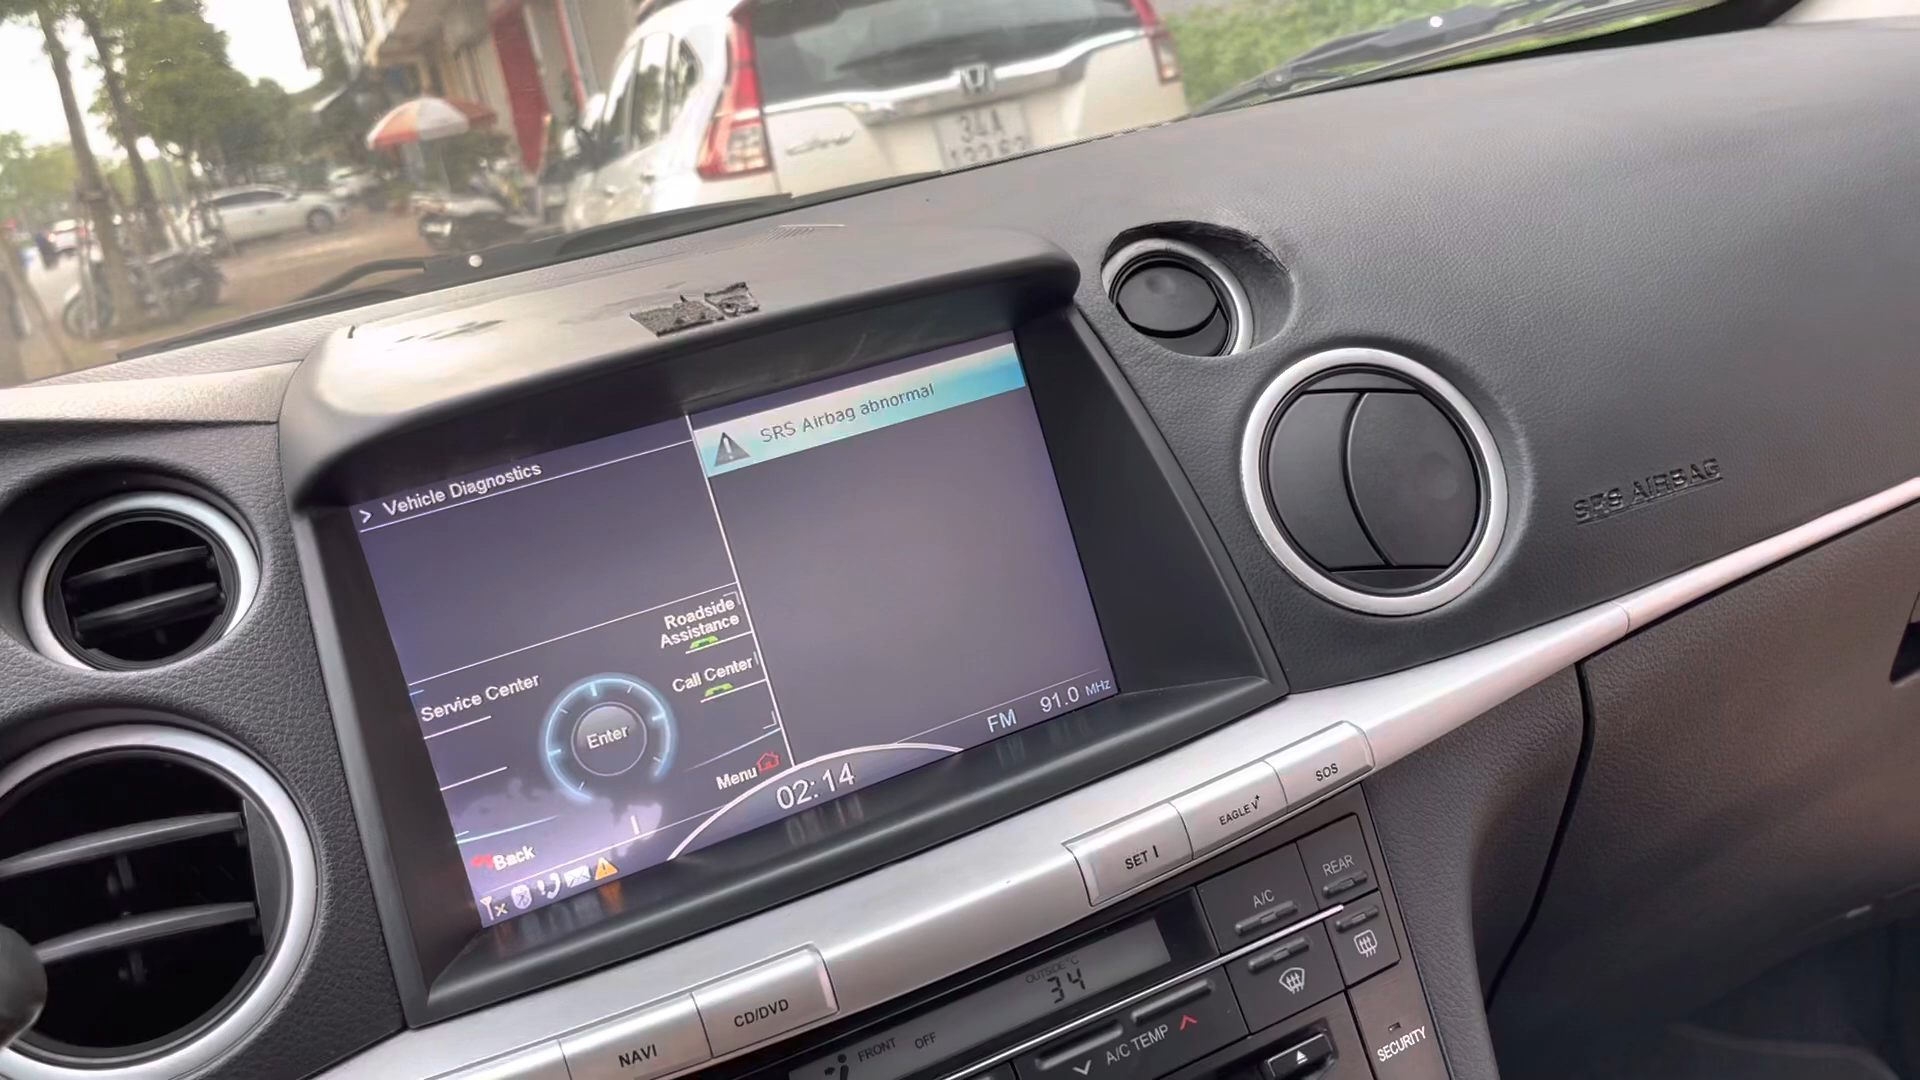 34A
SRS Airbag abnormal
> Vehicle Diagnostics
SRS AIRBAG
Roadside
Assistance
Service Center
Call Center
Enter
Menu
FM 91.0 MHz
02:14
Back
SOS
EAGLE V+
SET I
CD/DVD
NAVI
REAR
A/C
OUTSIDE °C
34
FRONT
OFF
A/C TEMP
SECURITY